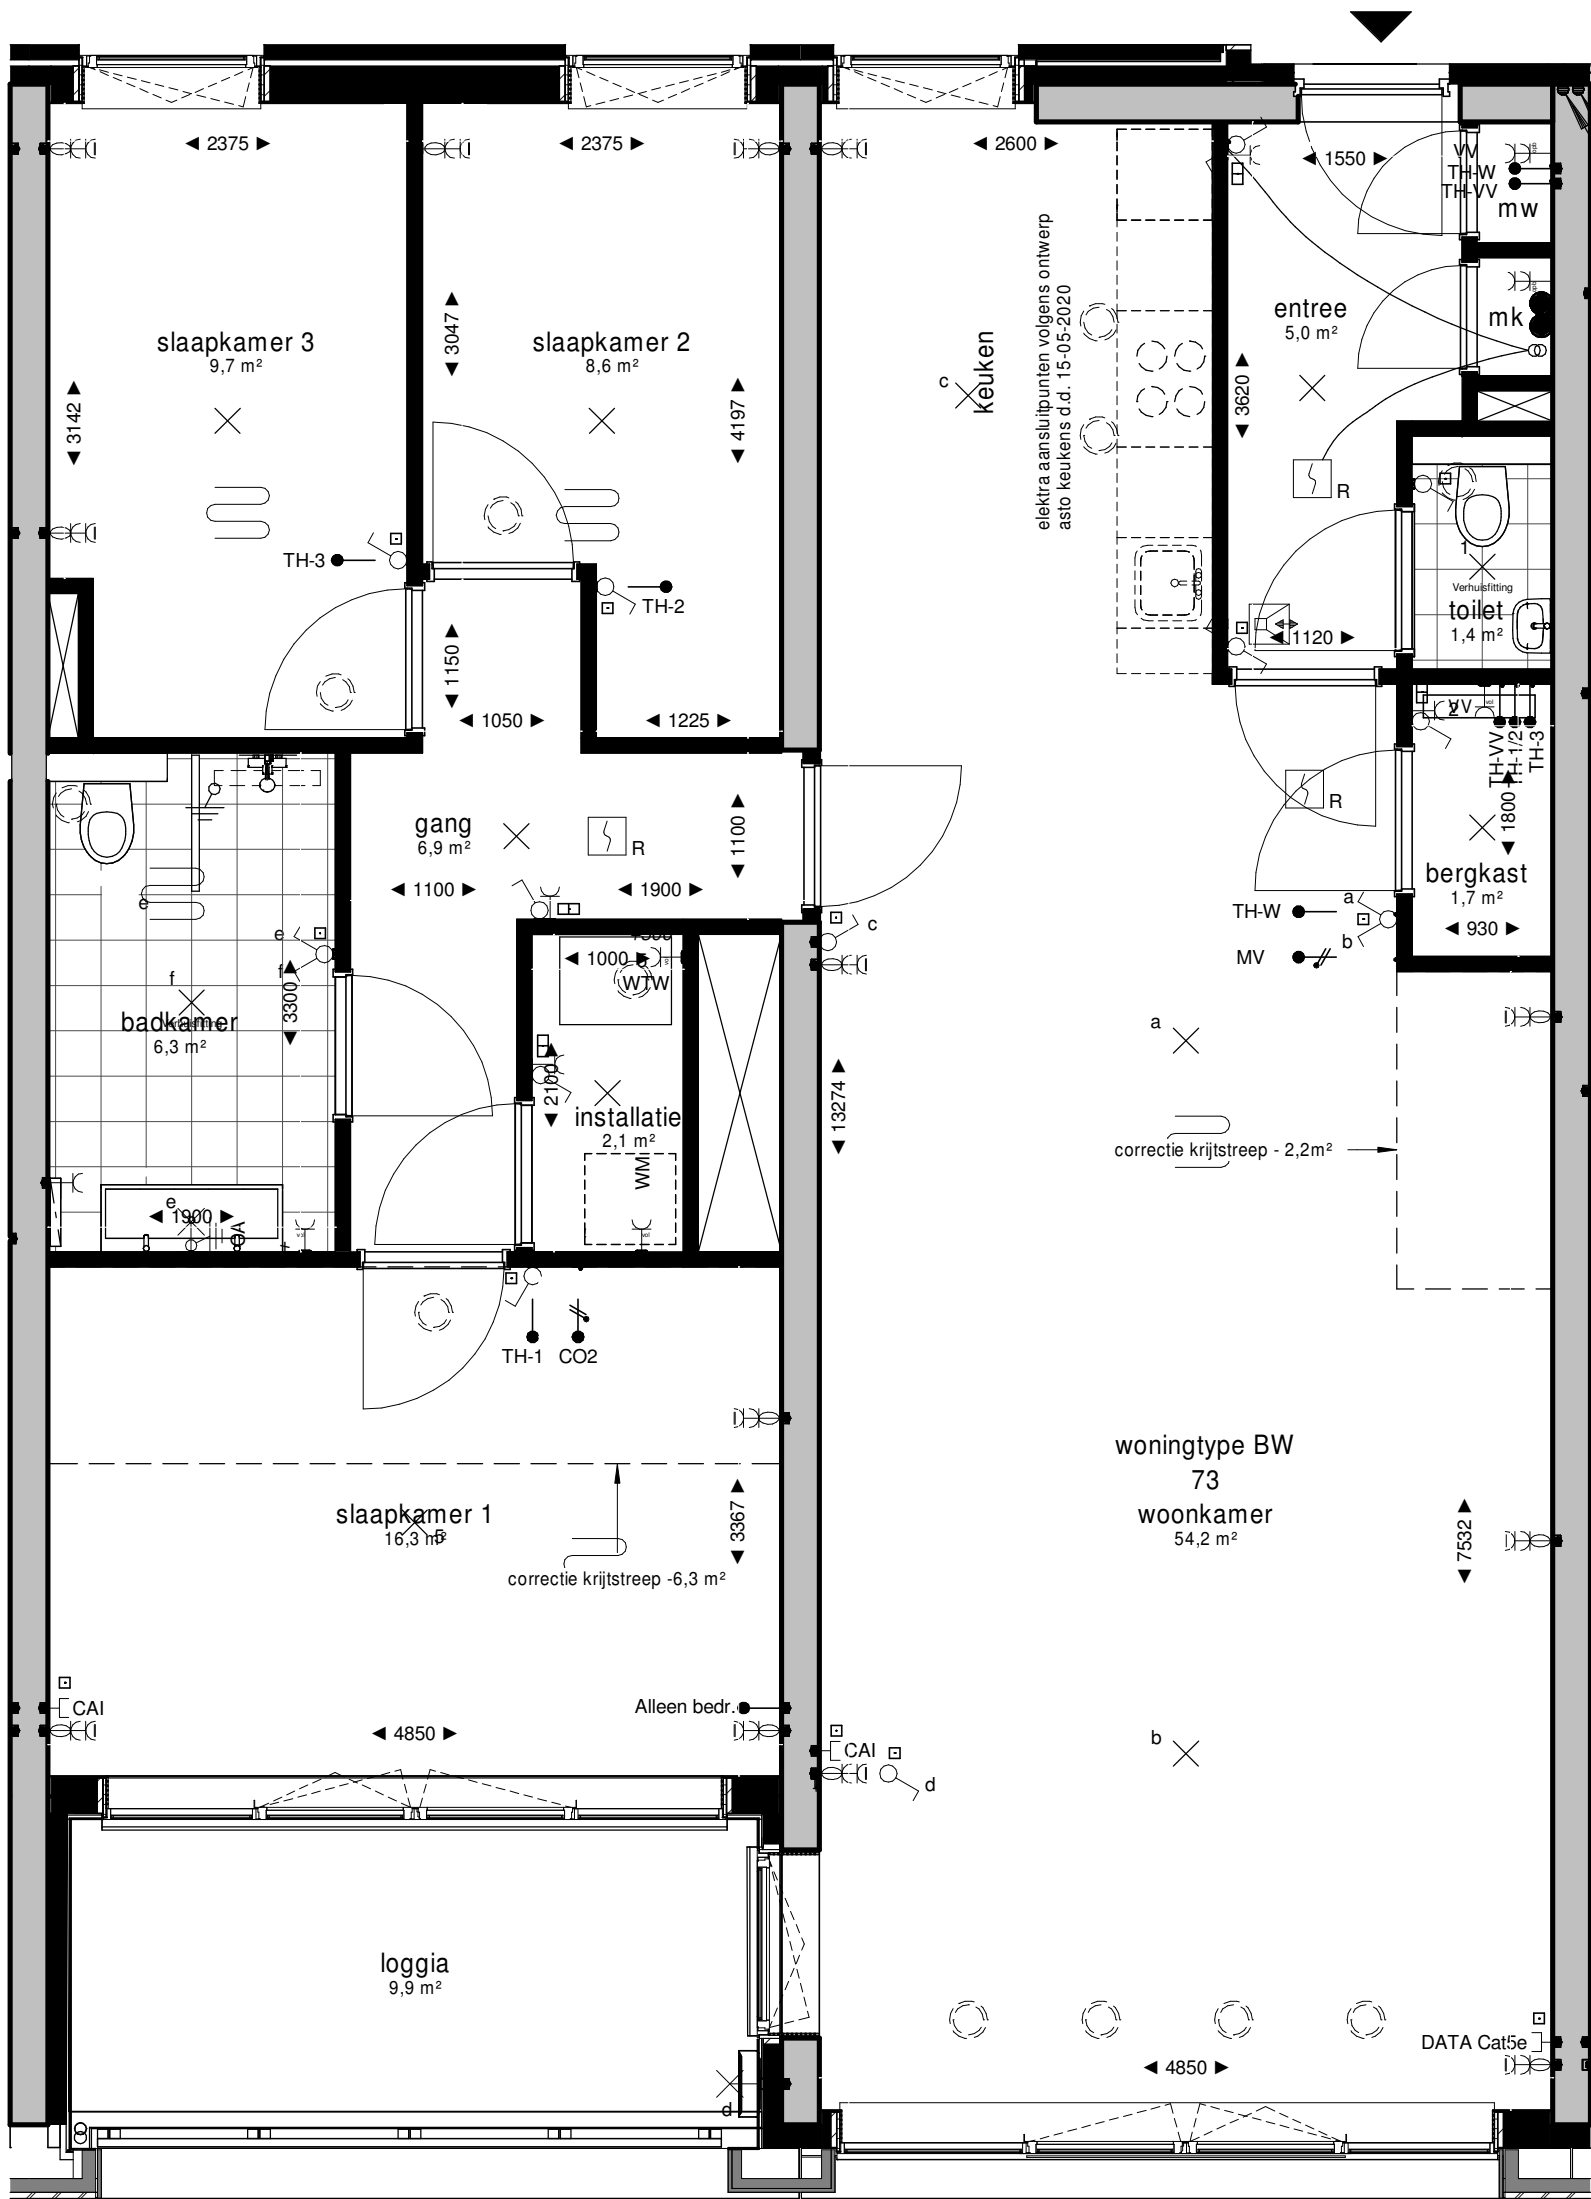 2375
2375
2600
1550
VV
TH-W
TH-VV
mw
slaapkamer 3
9,7 m²
3047
slaapkamer 2
8,6 m²
3142
4197
c
keuken
elektra aansluitpunten volgens ontwerp
asto keukens d.d. 15-05-2020
entree
5,0 m²
mk
3620
R
TH-3
TH-2
1
Verhuisfitting
toilet
1,4 m²
1120
1150
1050
1225
2
VV
TH-VV
TH-1/2
TH-3
1800
gang
6,9 m²
R
1100
R
1100
1900
bergkast
1,7 m²
930
TH-W
a
b
MV
c
e
e
f
f
3300
badkamer
Verhuisfitting
6,3 m²
1000
WTW
2100
installatie
2,1 m²
WM
a
13274
correctie krijtstreep - 2,2m²
e
1900
CA
TH-1
CO2
slaapkamer 1
16,3 m²
5
3367
correctie krijtstreep -6,3 m²
woningtype BW
73
woonkamer
54,2 m²
7532
CAI
Alleen bedr.
4850
CAI
d
b
loggia
9,9 m²
d
DATA Cat5e
4850